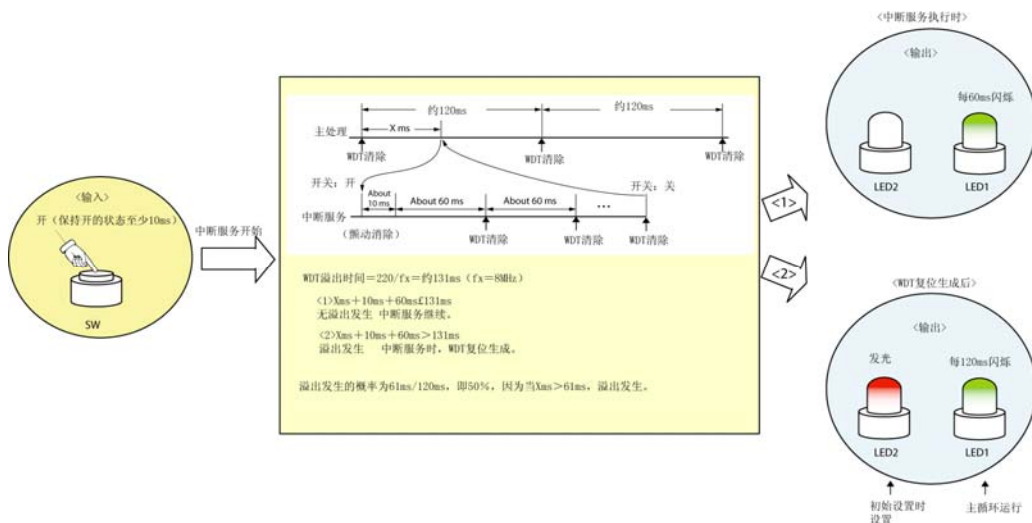 <输入>
开（保持开的状态至少10ms）
SW
中断服务开始
约120ms
约120ms
X ms
主处理
WDT清除
WDT清除
WDT清除
开关：开
开关：关
About
10 ms
About 60 ms
About 60 ms
...
中断服务
（颤动消除）
WDT清除
WDT清除
WDT清除
WDT溢出时间＝220/fx＝约131ms（fx＝8MHz）
<1>Xms＋10ms＋60ms£131ms
无溢出发生 中断服务继续。
<2>Xms＋10ms＋60ms＞131ms
溢出发生 中断服务时，WDT复位生成。
溢出发生的概率为61ms/120ms，即50%，因为当Xms＞61ms，溢出发生。
<1>
<2>
<中断服务执行时>
<输出>
每60ms闪烁
LED2
LED1
<WDT复位生成后>
<输出>
发光
每120ms闪烁
LED2
LED1
初始设置时
设置
主循环运行